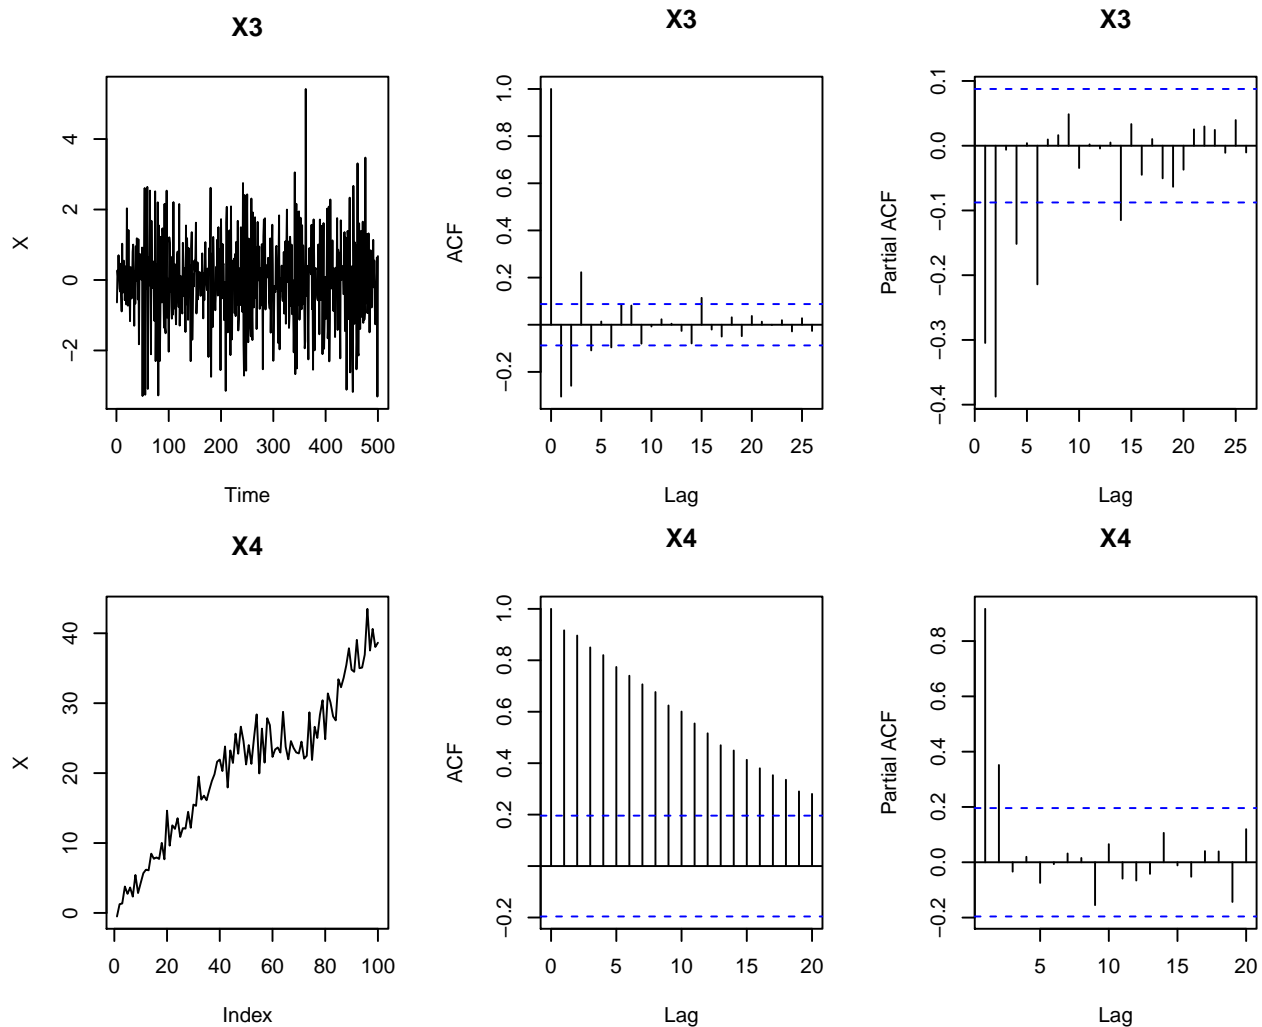 X3
X
4
2
0
−2
0 100 200 300 400 500
Time
X3
ACF
1.0
0.8
0.6
0.4
0.2
−0.2
0 5 10 15 20 25
Lag
X3
Partial ACF
0.1
0.0
−0.1
−0.2
−0.3
−0.4
0 5 10 15 20 25
Lag
X4
X
40
30
20
10
0
0 20 40 60 80 100
Index
X4
ACF
1.0
0.8
0.6
0.4
0.2
−0.2
0 5 10 15 20
Lag
X4
Partial ACF
0.8
0.6
0.4
0.2
0.0
−0.2
5 10 15 20
Lag